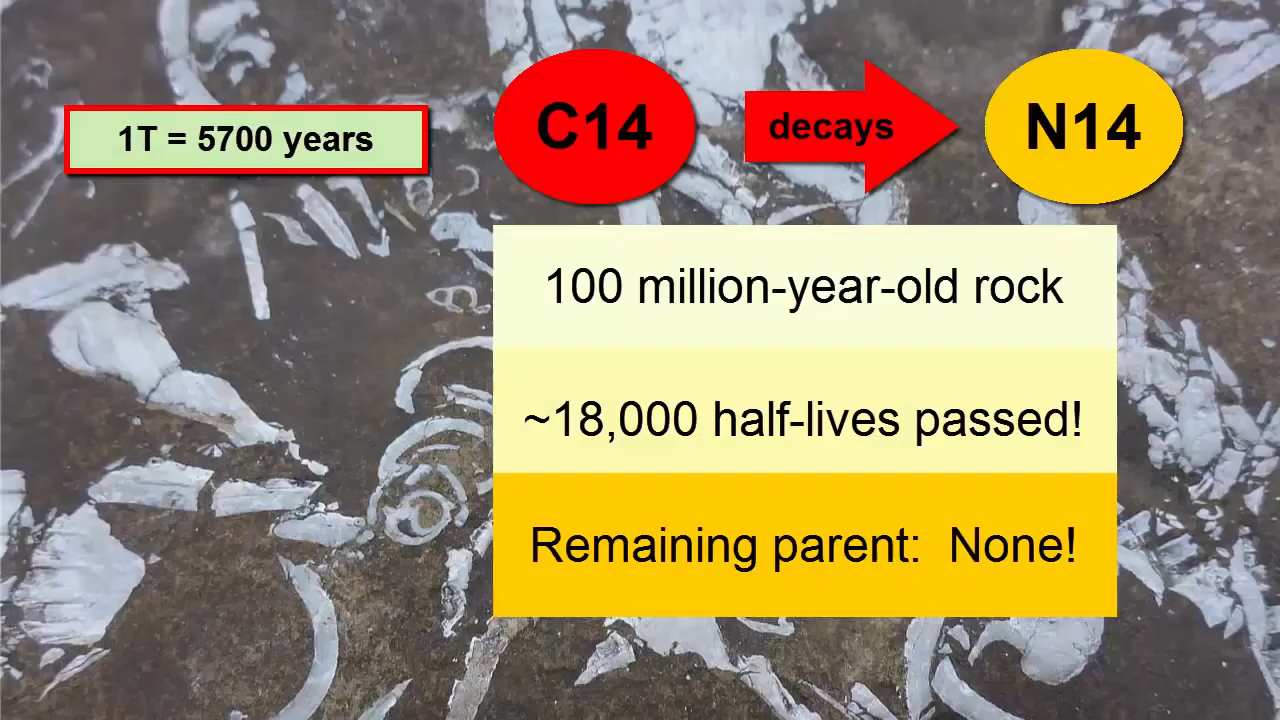 1T = 5700 years
C14
decays
N14
100 million-year-old rock
~18,000 half-lives passed!
Remaining parent: None!